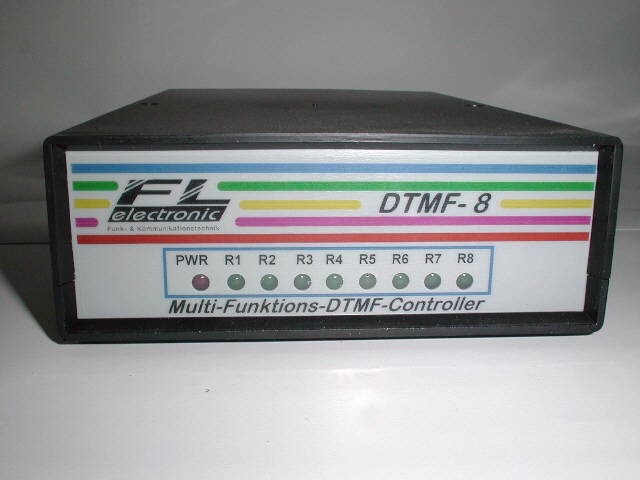 FL
electronic
Funk- & Kommunikationstechnik
DTMF- 8
PWR R1 R2 R3 R4 R5 R6 R7 R8
Multi-Funktions-DTMF-Controller